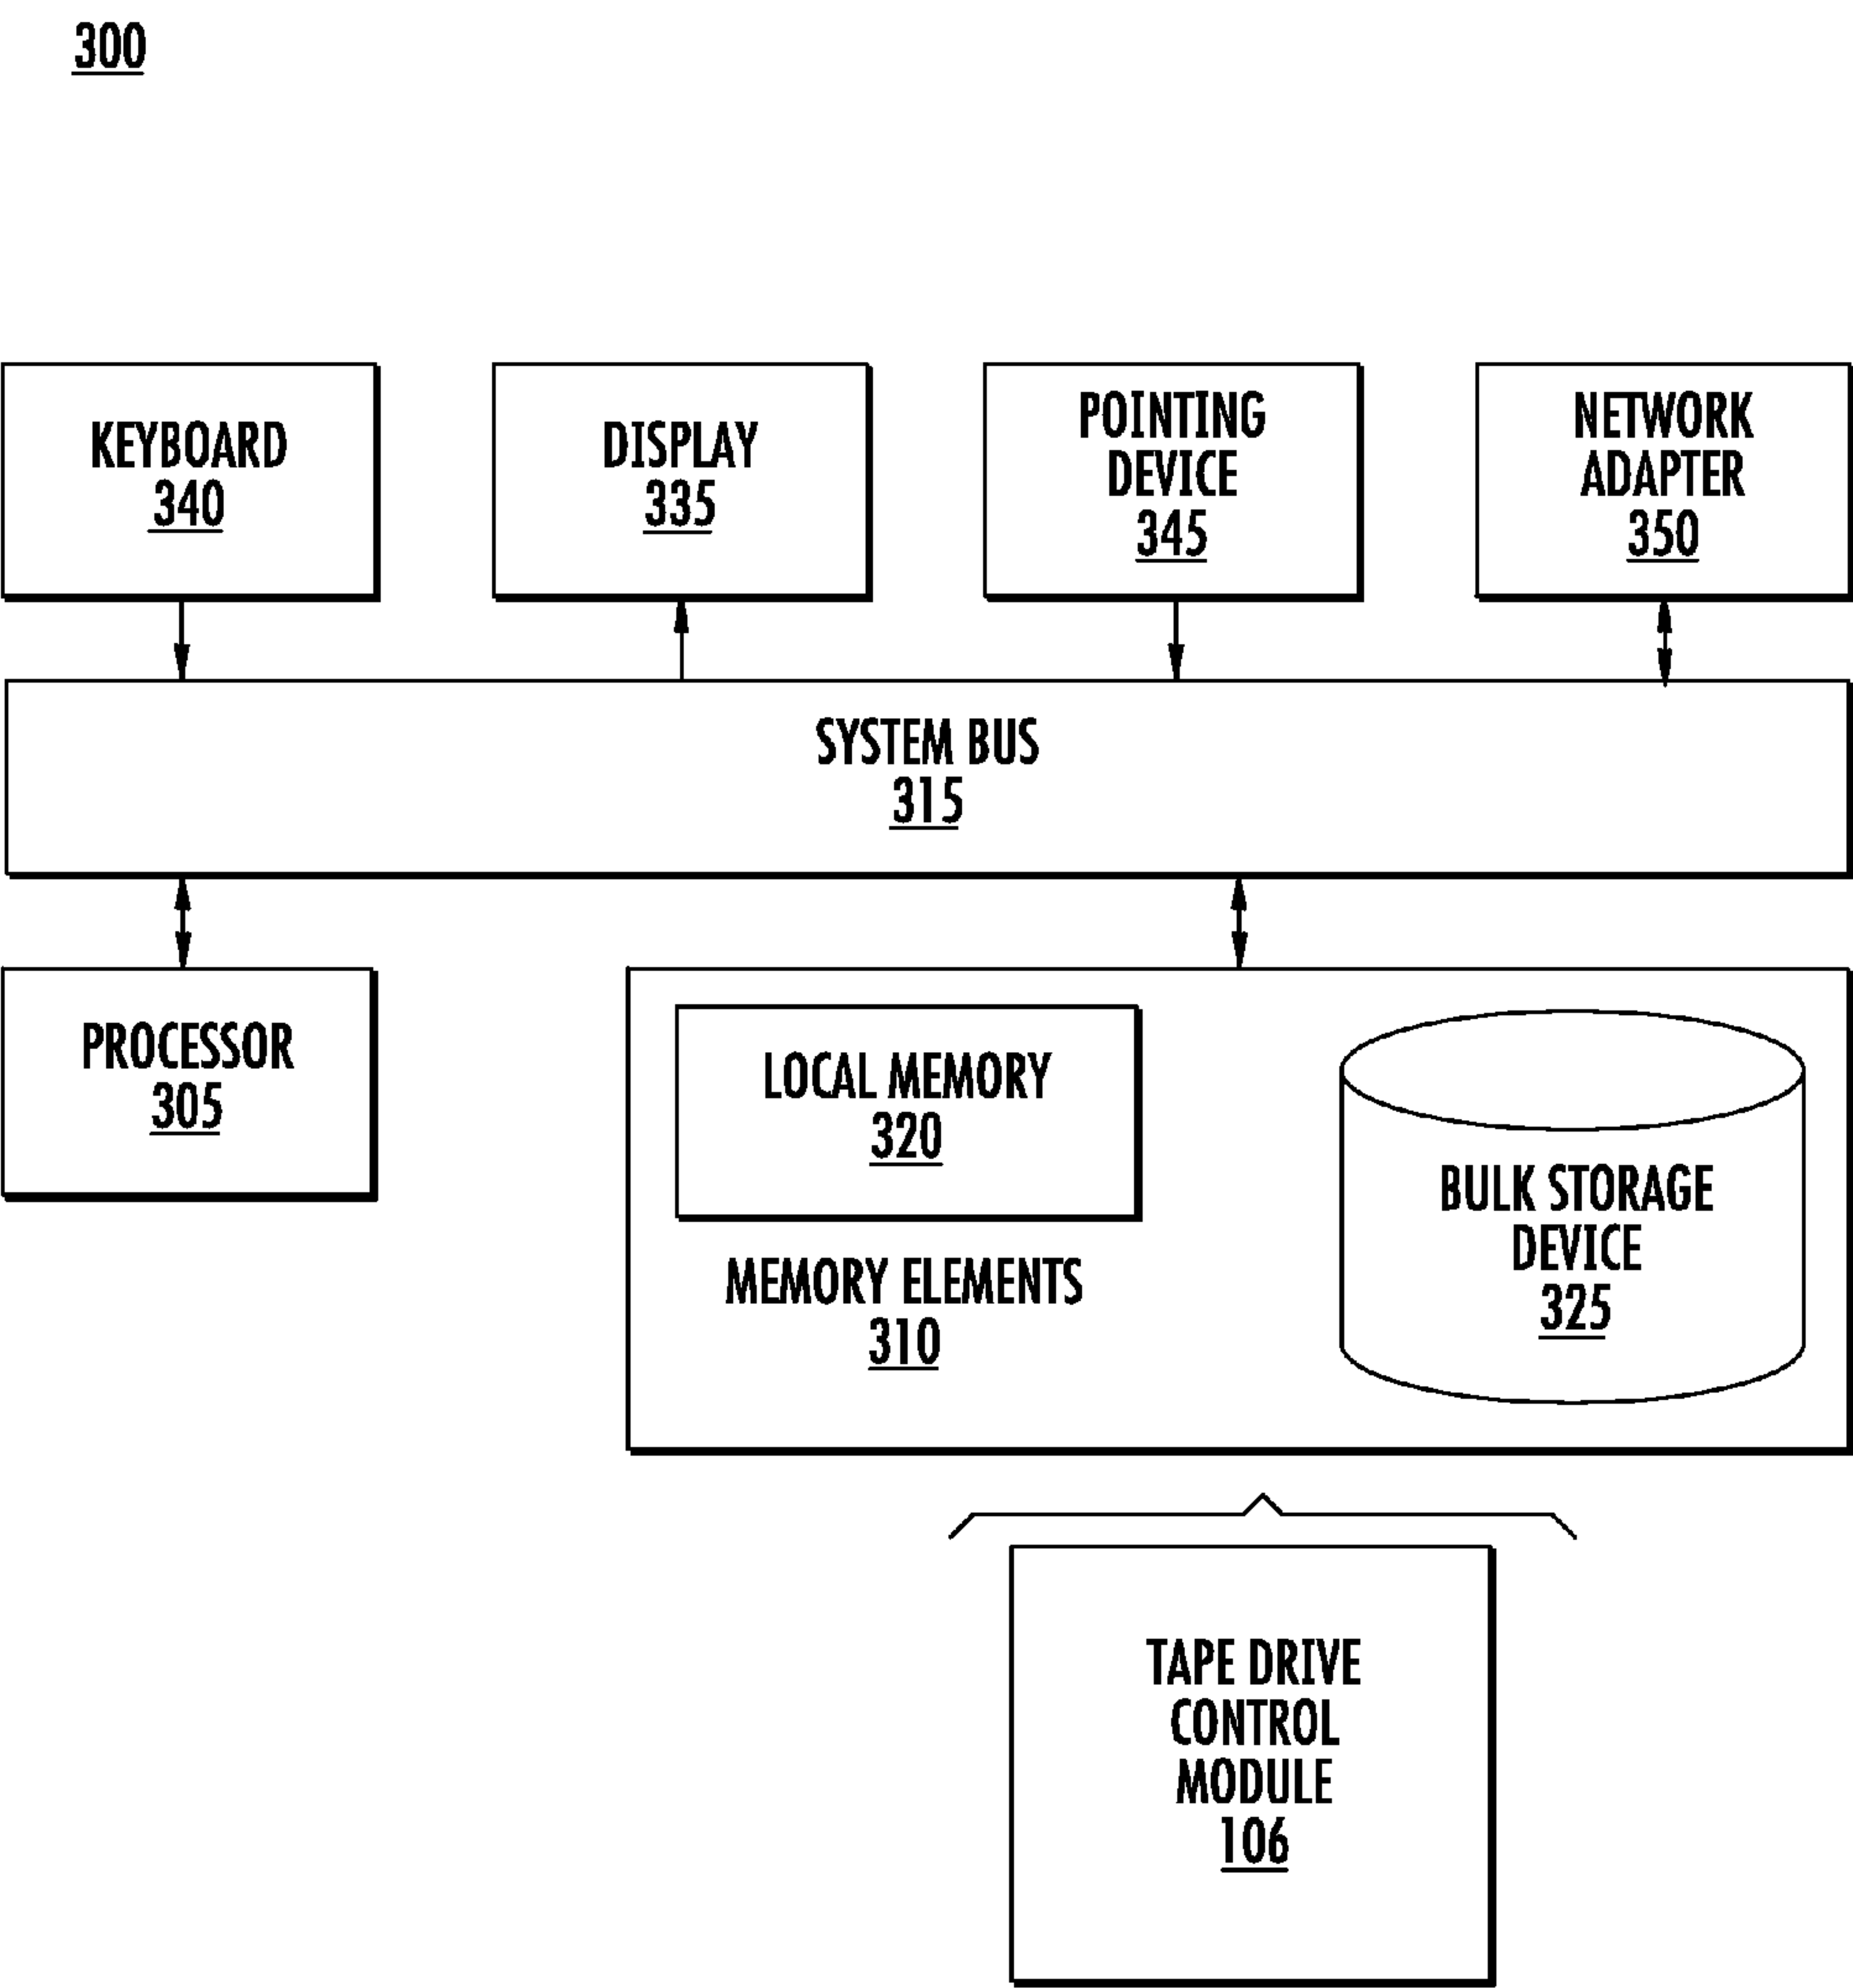 300
KEYBOARD
340
DISPLAY
335
POINTING
DEVICE
345
NETWORK
ADAPTER
350
SYSTEM BUS
315
PROCESSOR
305
LOCAL MEMORY
320
MEMORY ELEMENTS
310
BULK STORAGE
DEVICE
325
TAPE DRIVE
CONTROL
MODULE
106